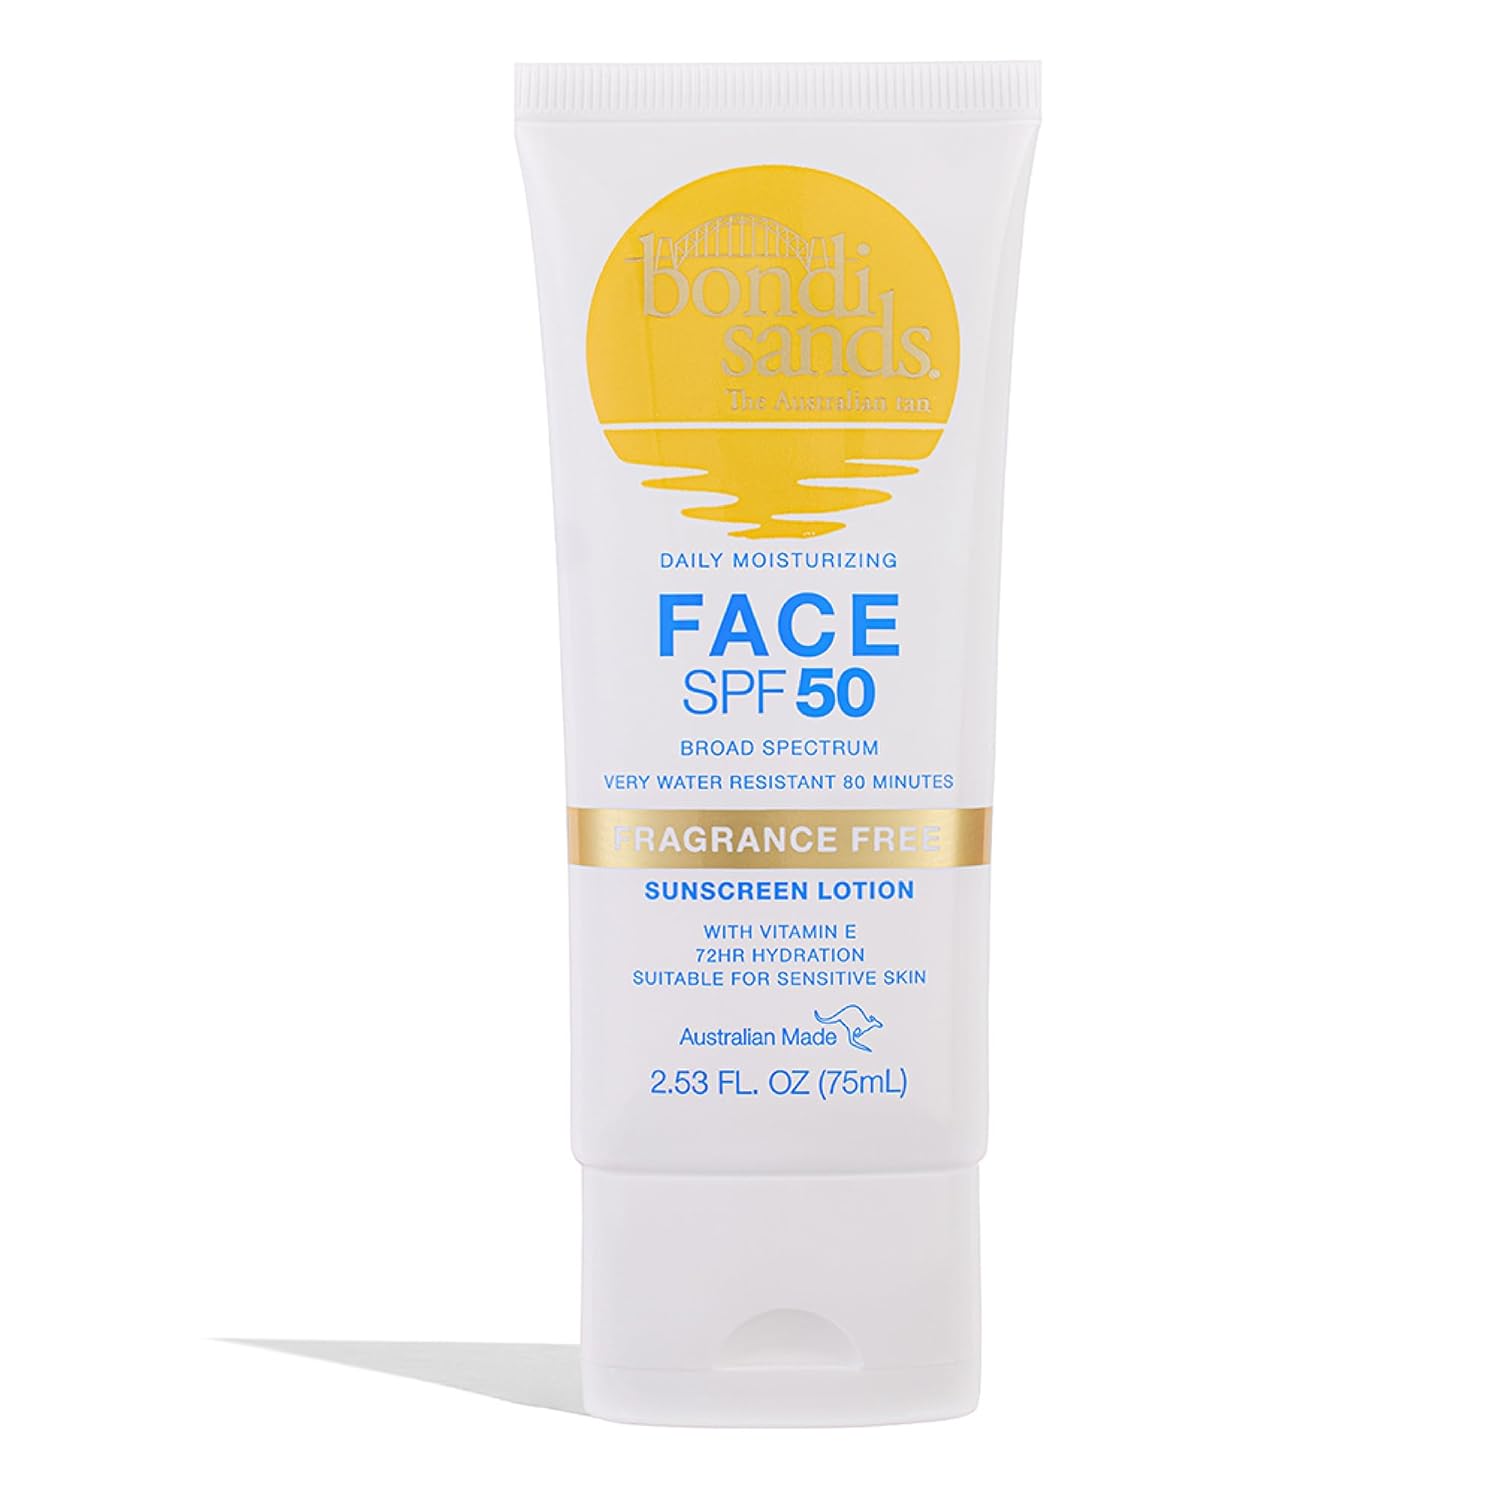 bondi
sands.
The Australian tan
DAILY MOISTURIZING
FACE
SPF 50
BROAD SPECTRUM
VERY WATER RESISTANT 80 MINUTES
FRAGRANCE FREE
SUNSCREEN LOTION
WITH VITAMIN E
72HR HYDRATION
SUITABLE FOR SENSITIVE SKIN
Australian Made
2.53 FL. OZ (75mL)